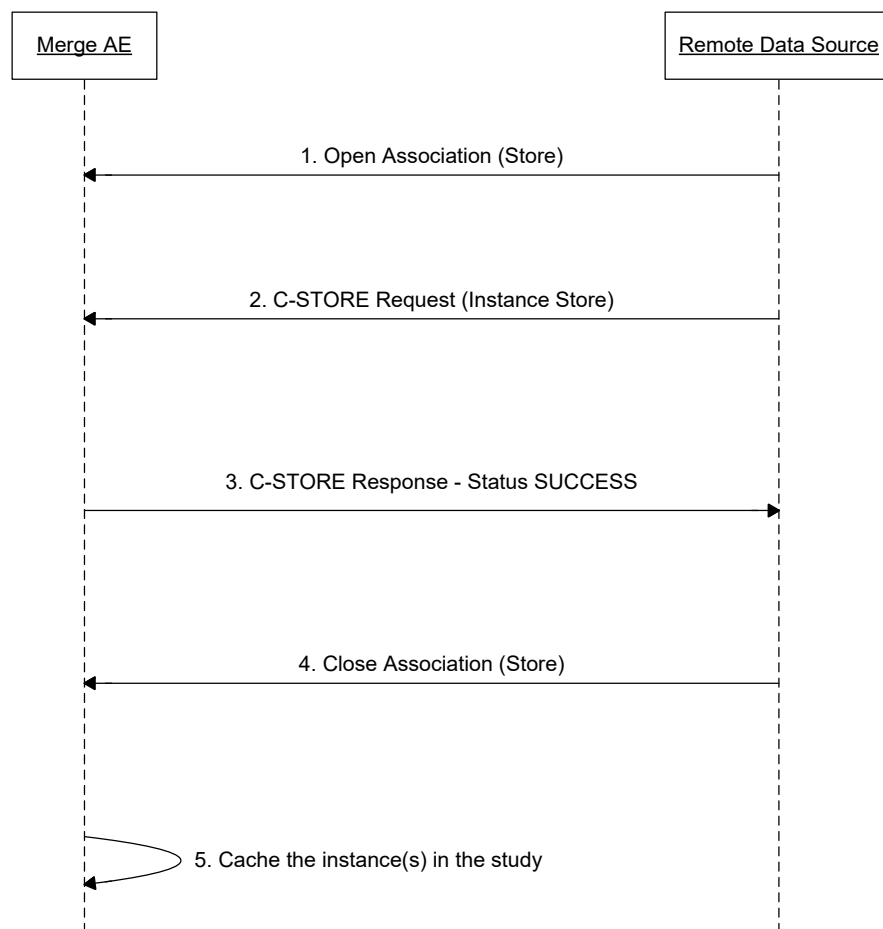 Merge AE
Remote Data Source
1. Open Association (Store)
2. C-STORE Request (Instance Store)
3. C-STORE Response - Status SUCCESS
4. Close Association (Store)
5. Cache the instance(s) in the study